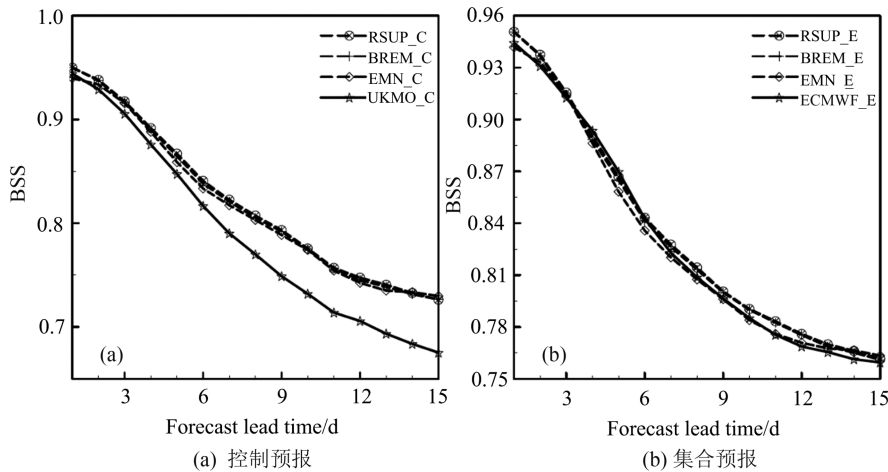 1.0
0.9
0.8
0.7
BSS
RSUP_C
BREM_C
EMN_C
UKMO_C
(a)
3 6 9 12 15
Forecast lead time/d
(a) 控制预报
0.96
0.93
0.90
0.87
0.84
0.81
0.78
0.75
BSS
RSUP_E
BREM_E
EMN_E
ECMWF_E
(b)
3 6 9 12 15
Forecast lead time/d
(b) 集合预报